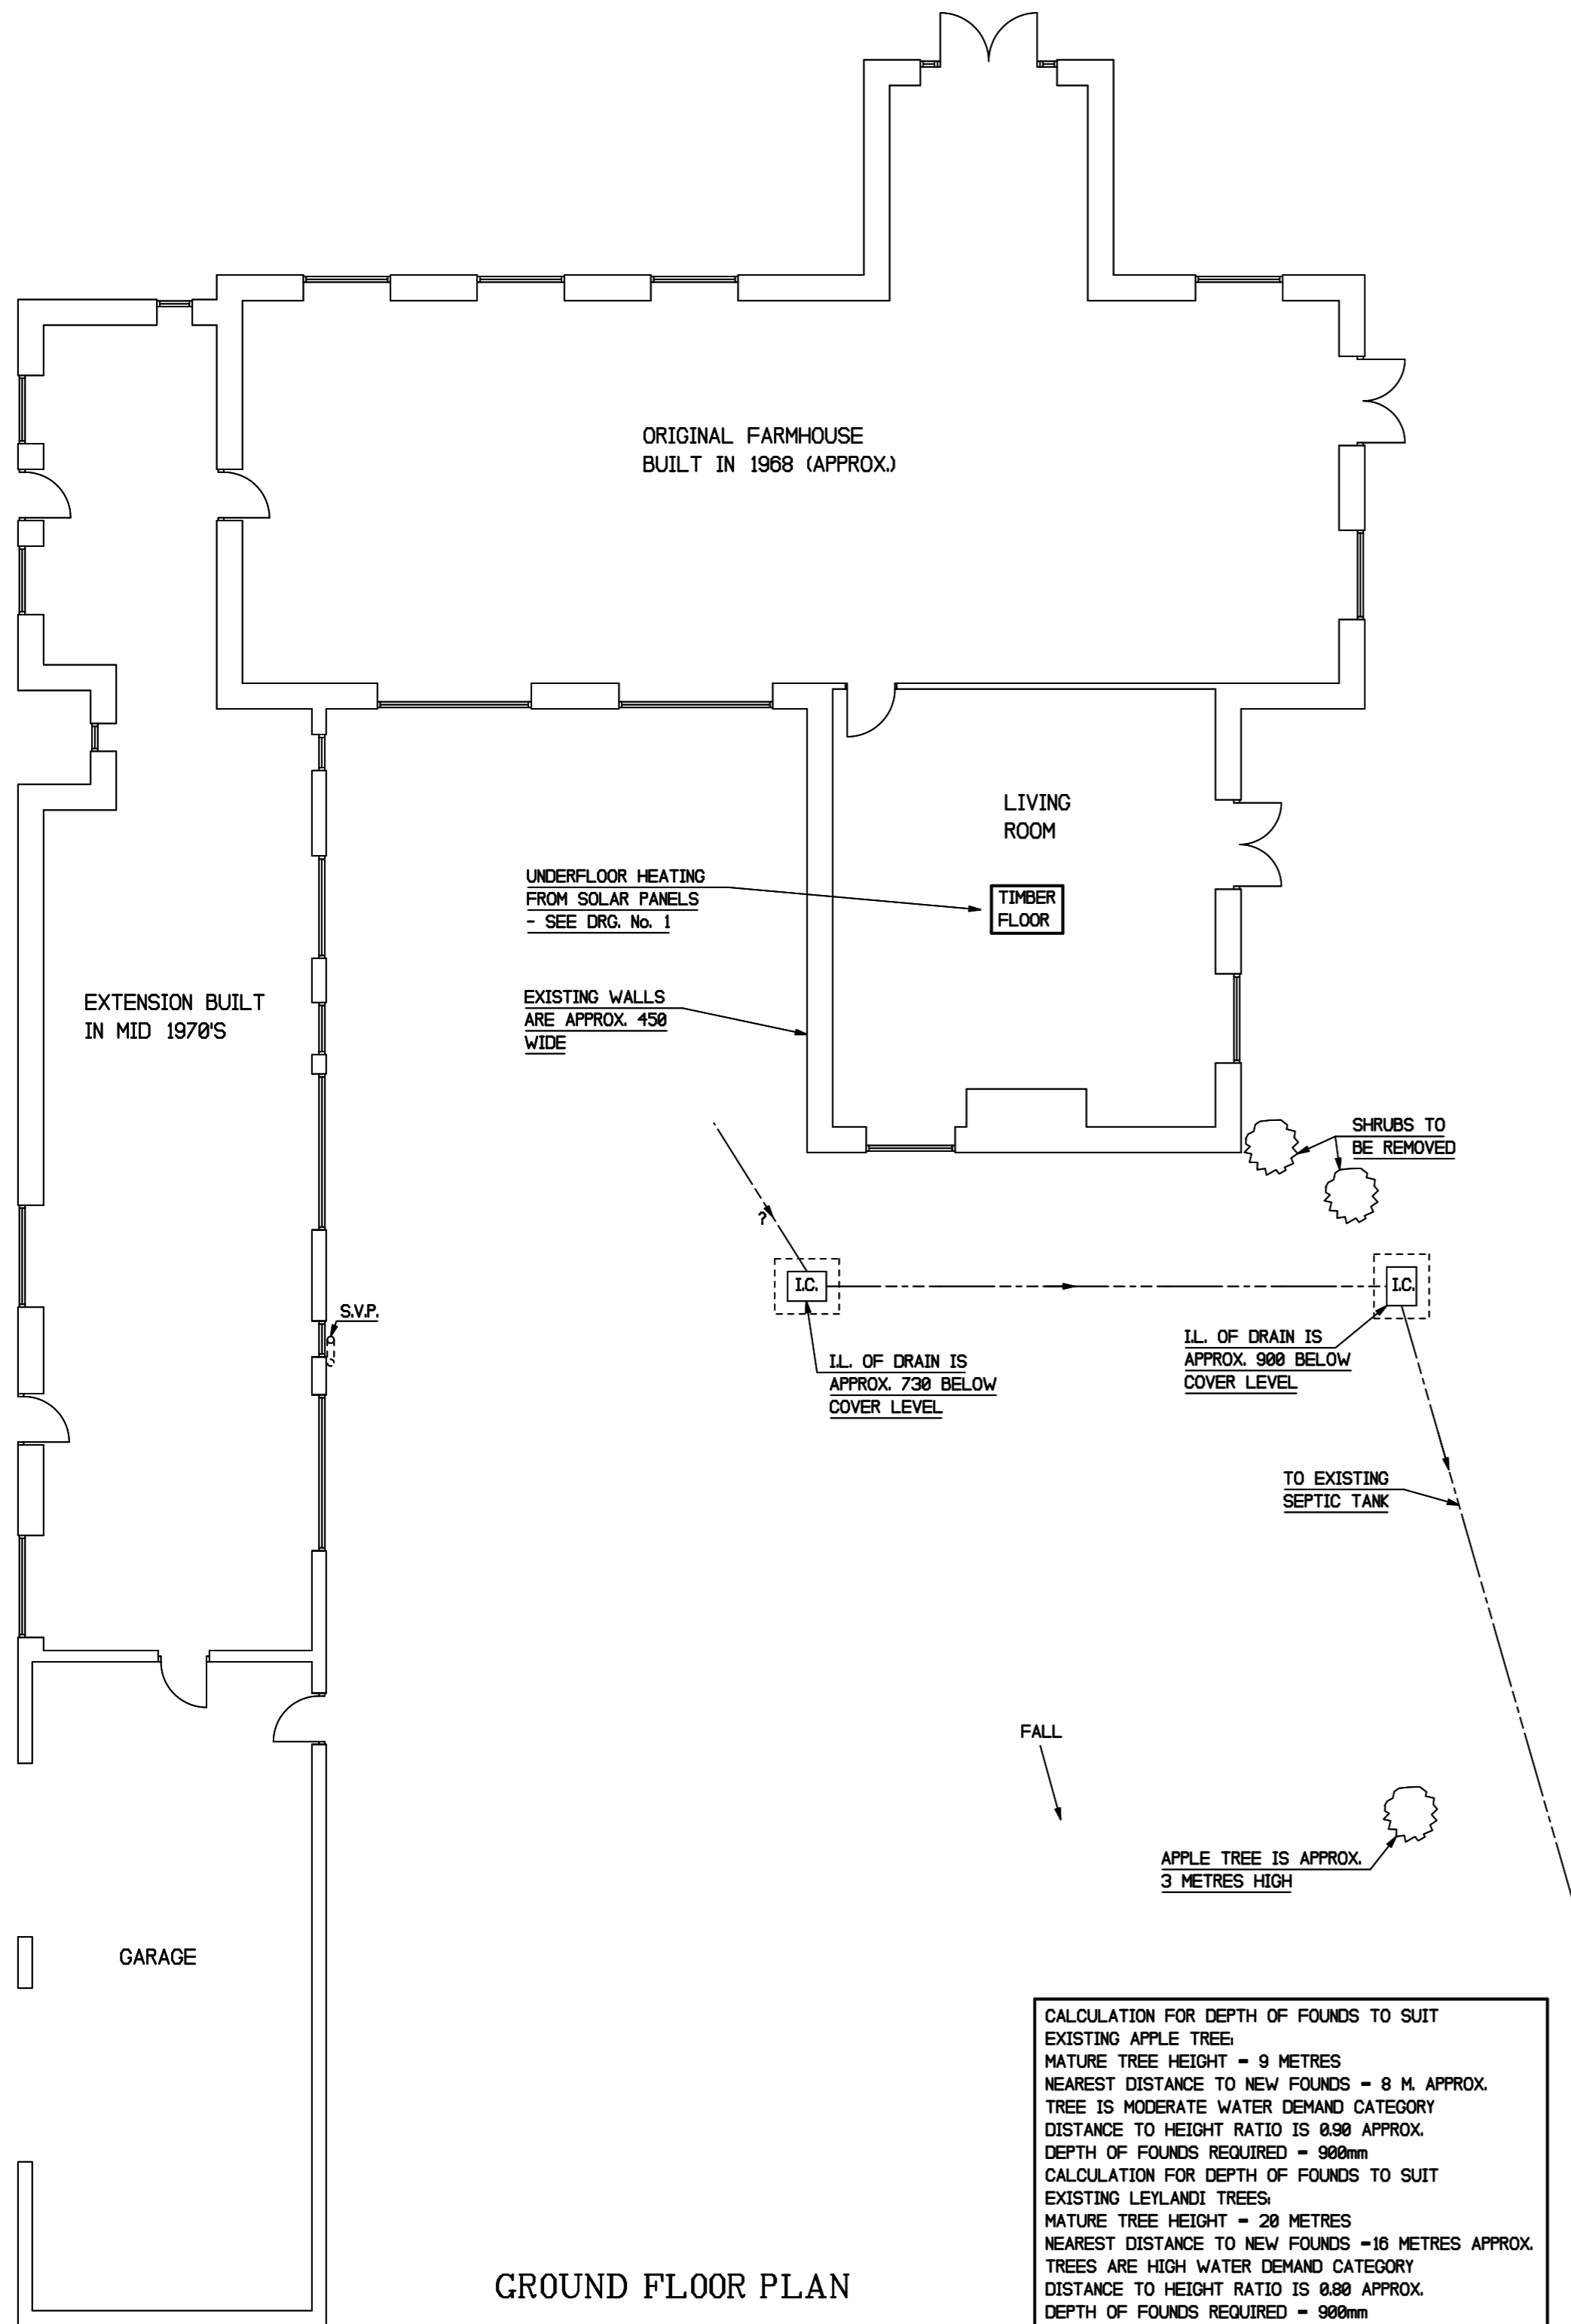 ORIGINAL FARMHOUSE
BUILT IN 1968 (APPROX.)
LIVING
ROOM
UNDERFLOOR HEATING
FROM SOLAR PANELS
- SEE DRG. No. 1
TIMBER
FLOOR
EXTENSION BUILT
IN MID 1970'S
EXISTING WALLS
ARE APPROX. 450
WIDE
SHRUBS TO
BE REMOVED
?
I.C.
I.C.
S.V.P.
I.L. OF DRAIN IS
APPROX. 730 BELOW
COVER LEVEL
I.L. OF DRAIN IS
APPROX. 900 BELOW
COVER LEVEL
TO EXISTING
SEPTIC TANK
FALL
APPLE TREE IS APPROX.
3 METRES HIGH
GARAGE
CALCULATION FOR DEPTH OF FOUNDS TO SUIT
EXISTING APPLE TREE:
MATURE TREE HEIGHT = 9 METRES
NEAREST DISTANCE TO NEW FOUNDS = 8 M. APPROX.
TREE IS MODERATE WATER DEMAND CATEGORY
DISTANCE TO HEIGHT RATIO IS 0.90 APPROX.
DEPTH OF FOUNDS REQUIRED = 900mm
CALCULATION FOR DEPTH OF FOUNDS TO SUIT
EXISTING LEYLANDI TREES:
MATURE TREE HEIGHT = 20 METRES
NEAREST DISTANCE TO NEW FOUNDS =16 METRES APPROX.
TREES ARE HIGH WATER DEMAND CATEGORY
DISTANCE TO HEIGHT RATIO IS 0.80 APPROX.
DEPTH OF FOUNDS REQUIRED = 900mm
GROUND FLOOR PLAN